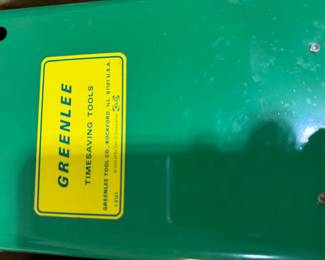 GREENLEE
TIMESAVING TOOLS
GREENLEE TOOL CO., ROCKFORD, ILL. 61101 U.S.A.